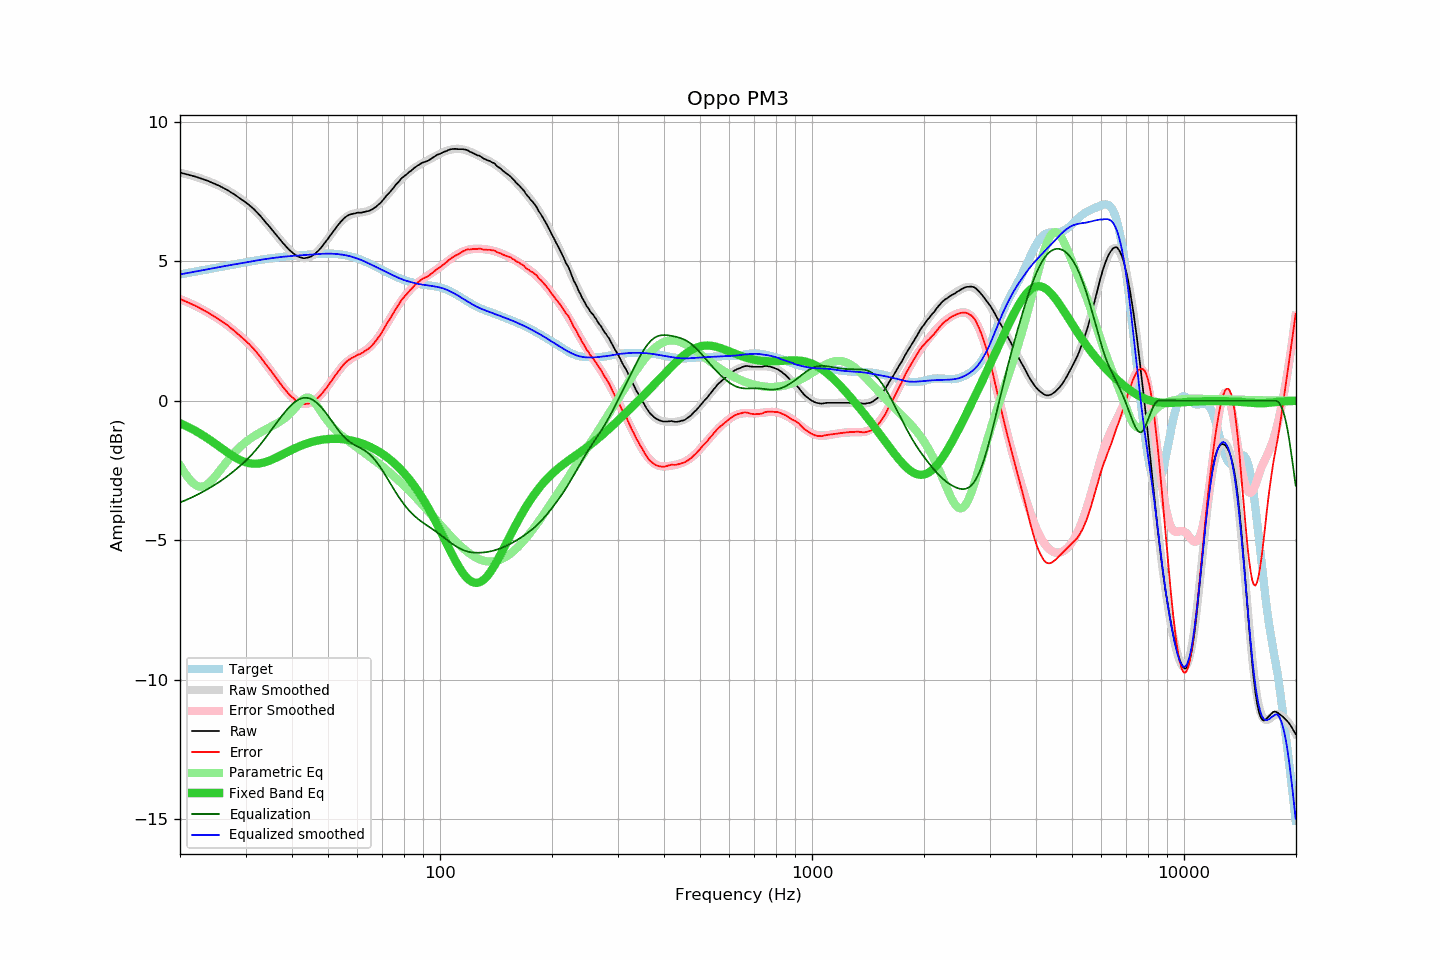 Oppo PM3
10
5
0
−5
−10
−15
Amplitude (dBr)
Target
Raw Smoothed
Error Smoothed
Raw
Error
Parametric Eq
Fixed Band Eq
Equalization
Equalized smoothed
100
1000
10000
Frequency (Hz)